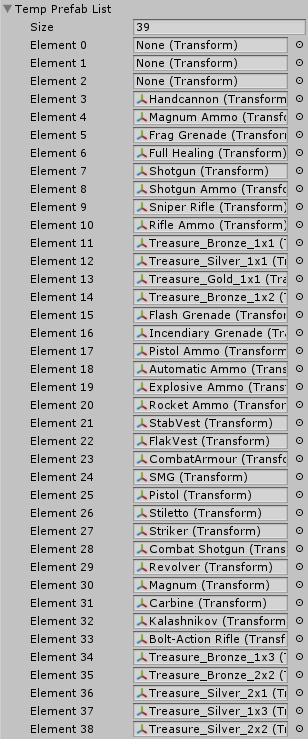 Temp Prefab List
Size 39
Element 0 None (Transform)
Element 1 None (Transform)
Element 2 None (Transform)
Element 3 Handcannon (Transform
Element 4 Magnum Ammo (Transform
Element 5 Frag Grenade (Transform
Element 6 Full Healing (Transform
Element 7 Shotgun (Transform)
Element 8 Shotgun Ammo (Transform
Element 9 Sniper Rifle (Transform
Element 10 Rifle Ammo (Transform)
Element 11 Treasure_Bronze_1x1 (T
Element 12 Treasure_Silver_1x1 (Tr
Element 13 Treasure_Gold_1x1 (Tra
Element 14 Treasure_Bronze_1x2 (T
Element 15 Flash Grenade (Transfor
Element 16 Incendiary Grenade (Tra
Element 17 Pistol Ammo (Transform
Element 18 Automatic Ammo (Transf
Element 19 Explosive Ammo (Transf
Element 20 Rocket Ammo (Transform
Element 21 StabVest (Transform)
Element 22 FlakVest (Transform)
Element 23 CombatArmour (Transfo
Element 24 SMG (Transform)
Element 25 Pistol (Transform)
Element 26 Stiletto (Transform)
Element 27 Striker (Transform)
Element 28 Combat Shotgun (Transf
Element 29 Revolver (Transform)
Element 30 Magnum (Transform)
Element 31 Carbine (Transform)
Element 32 Kalashnikov (Transform)
Element 33 Bolt-Action Rifle (Transf
Element 34 Treasure_Bronze_1x3 (T
Element 35 Treasure_Bronze_2x2 (T
Element 36 Treasure_Silver_2x1 (Tr
Element 37 Treasure_Silver_1x3 (Tr
Element 38 Treasure_Silver_2x2 (Tr